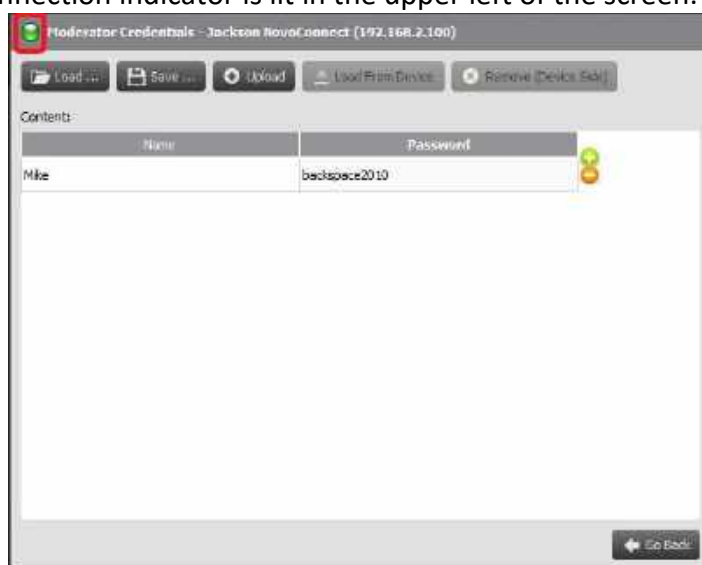 nnection indicator is lit in the upper left of the screen.
Moderator Credentials - Jackson NovoConnect (192.168.2.100)
Load ... Save ... Upload Load From Device Remove (Device Side)
Contents
Name Password
Mike backspace2010
Go Back